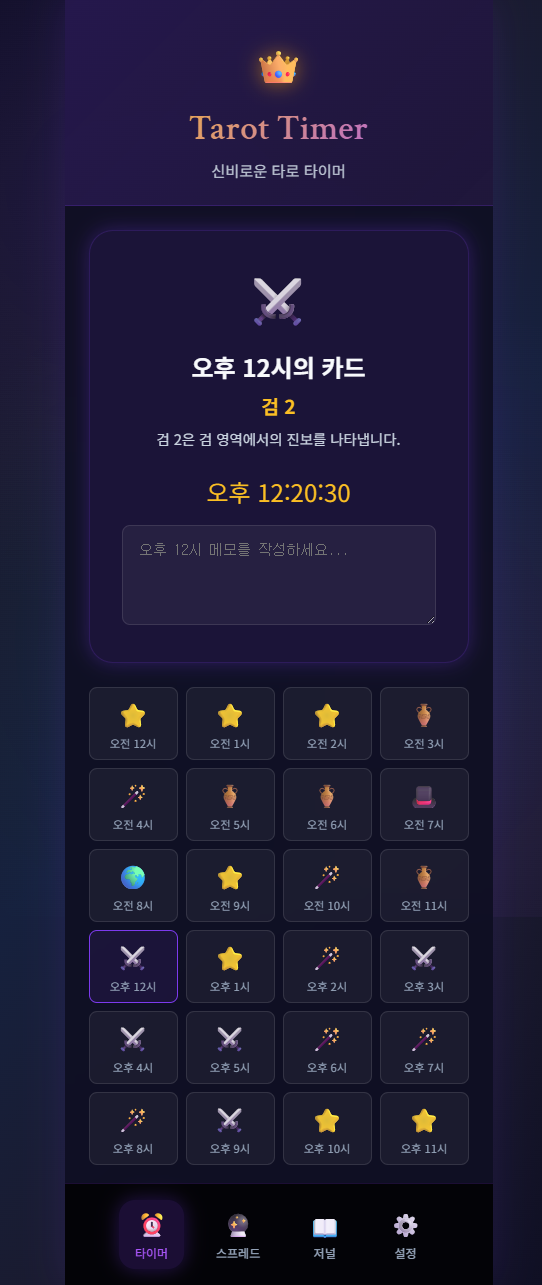 Tarot Timer
신비로운 타로 타이머
오후 12시의 카드
검 2
검 2은 검 영역에서의 진보를 나타냅니다.
오후 12:20:30
오후 12시 메모를 작성하세요...
오전 12시 오전 1시 오전 2시 오전 3시
오전 4시 오전 5시 오전 6시 오전 7시
오전 8시 오전 9시 오전 10시 오전 11시
오후 12시 오후 1시 오후 2시 오후 3시
오후 4시 오후 5시 오후 6시 오후 7시
오후 8시 오후 9시 오후 10시 오후 11시
타이머 스프레드 저널 설정